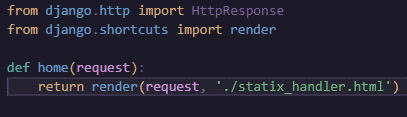 from django.http import HttpResponse
from django.shortcuts import render
def home(request):
    return render(request, './statix_handler.html')